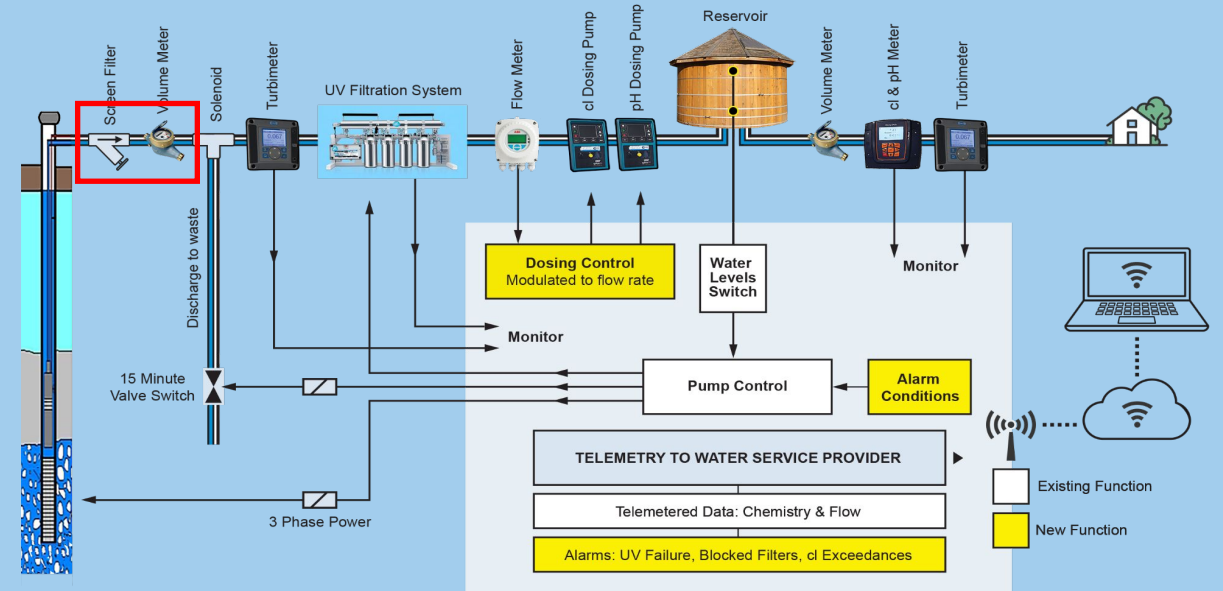 Screen Filter
Volume Meter
Solenoid
Turbimeter
UV Filtration System
Flow Meter
cl Dosing Pump
pH Dosing Pump
Reservoir
Volume Meter
cl & pH Meter
Turbimeter
Discharge to waste
Dosing Control
Modulated to flow rate
Water
Levels
Switch
Monitor
Monitor
15 Minute
Valve Switch
Pump Control
Alarm
Conditions
3 Phase Power
TELEMETRY TO WATER SERVICE PROVIDER
Telemetered Data: Chemistry & Flow
Alarms: UV Failure, Blocked Filters, cl Exceedances
Existing Function
New Function